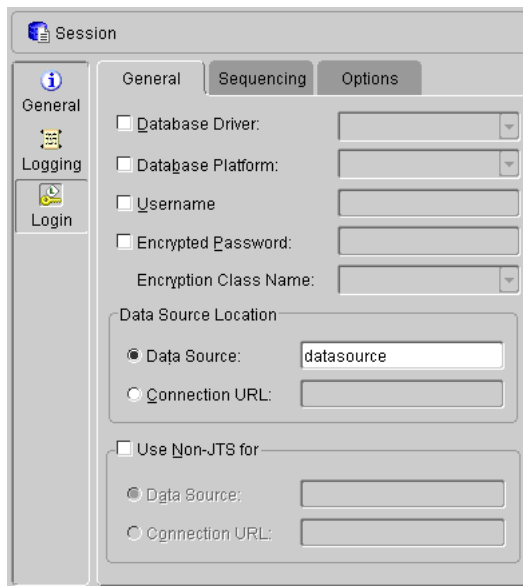 Session
General
Logging
Login
General Sequencing Options
Database Driver:
Database Platform:
Username
Encrypted Password:
Encryption Class Name:
Data Source Location
Data Source: datasource
Connection URL:
Use Non-JTS for
Data Source:
Connection URL: